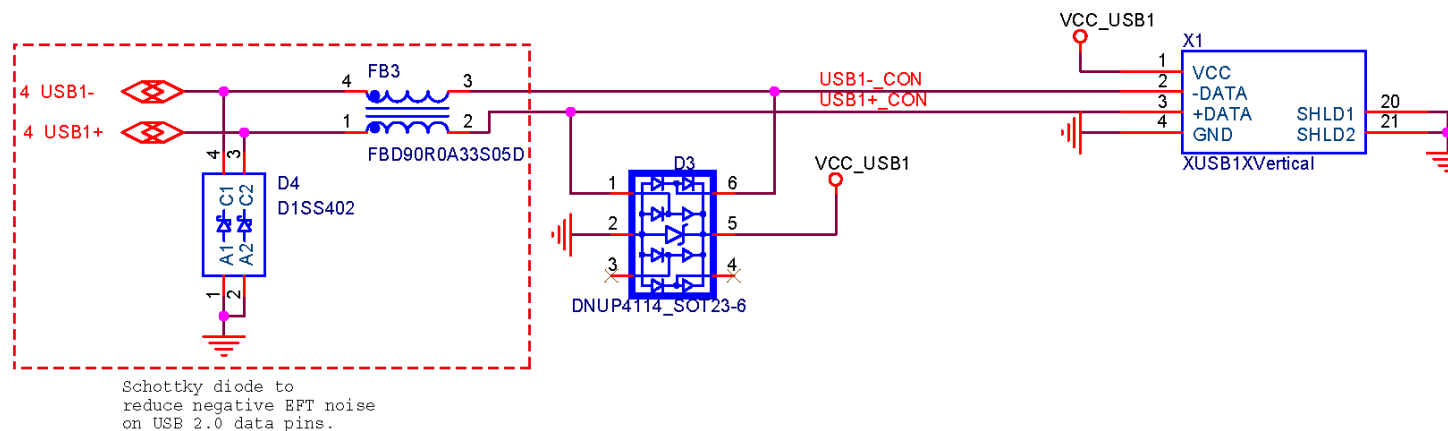 VCC_USB1
X1
FB3
4 3
4 USB1-
USB1-_CON
1 VCC
2 -DATA
USB1+_CON
3 +DATA
SHLD1 20
4 USB1+
1 2
4 GND
SHLD2 21
FBD90R0A33S05D
XUSB1XVertical
4 3
D3
VCC_USB1
D4
D1SS402
C1 C2
A1 A2
1 6
2 5
3 4
1 2
DNUP4114_SOT23-6
Schottky diode to
reduce negative EFT noise
on USB 2.0 data pins.